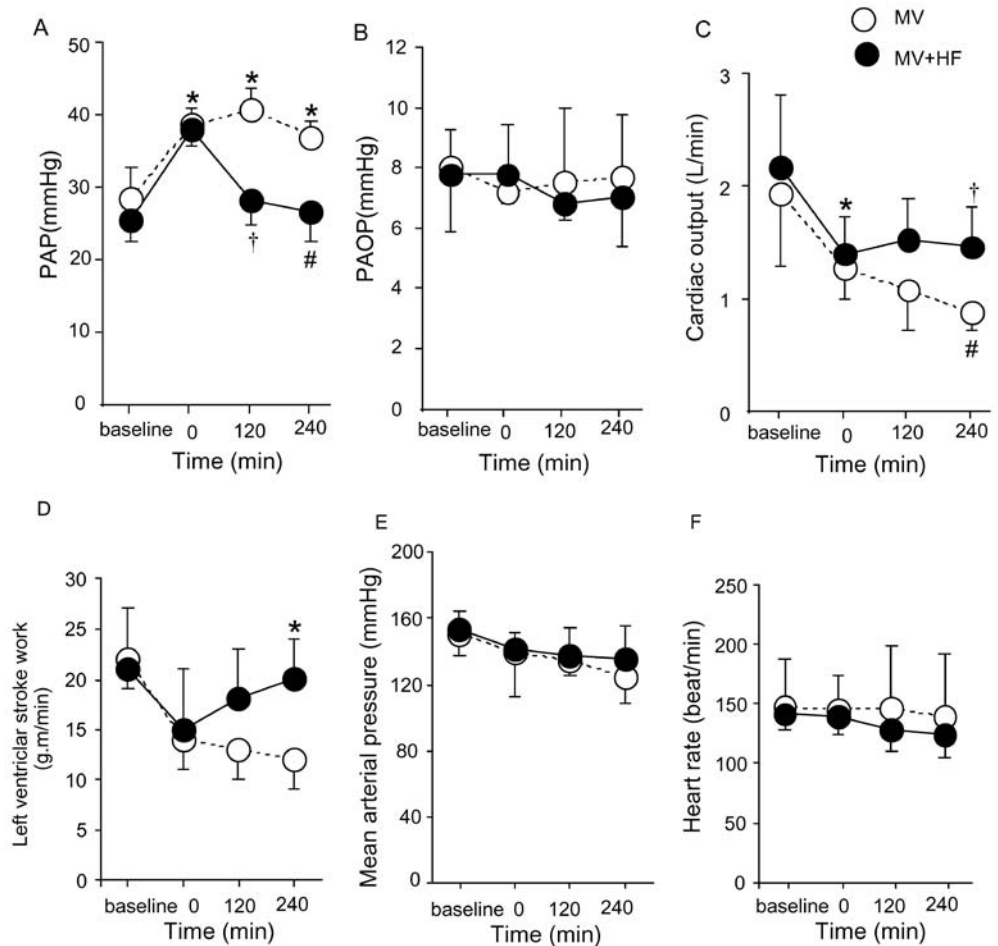 MV
MV+HF
A
50
40
30
20
10
0
PAP(mmHg)
*
*
*
†
#
baseline 0 120 240
Time (min)
B
12
10
8
6
4
2
0
PAOP(mmHg)
baseline 0 120 240
Time (min)
C
3
2
1
0
Cardiac output (L/min)
*
†
#
baseline 0 120 240
Time (min)
D
30
25
20
15
10
5
0
Left ventriclar stroke work
(g.m/min)
*
baseline 0 120 240
Time (min)
E
200
160
120
80
40
0
Mean arterial pressure (mmHg)
baseline 0 120 240
Time (min)
F
250
200
150
100
50
0
Heart rate (beat/min)
baseline 0 120 240
Time (min)